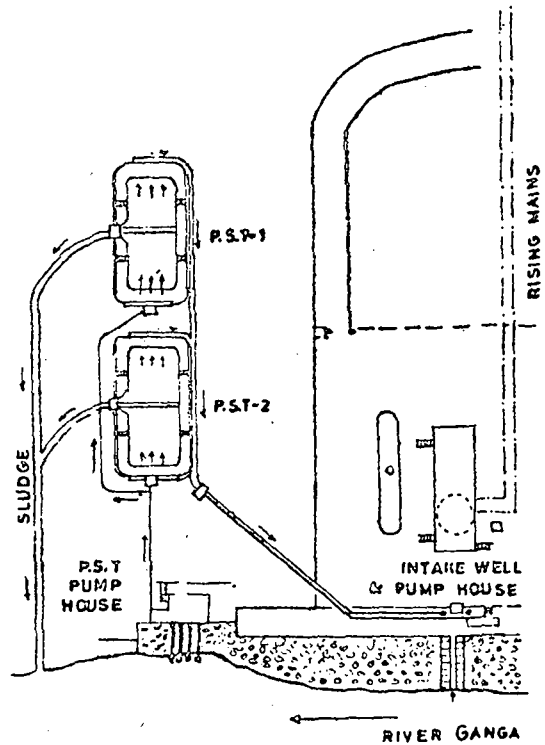 P.S.T-1
RISING MAINS
P.S.T-2
SLUDGE
P.S.T
PUMP
HOUSE
INTAKE WELL
& PUMP HOUSE
RIVER GANGA